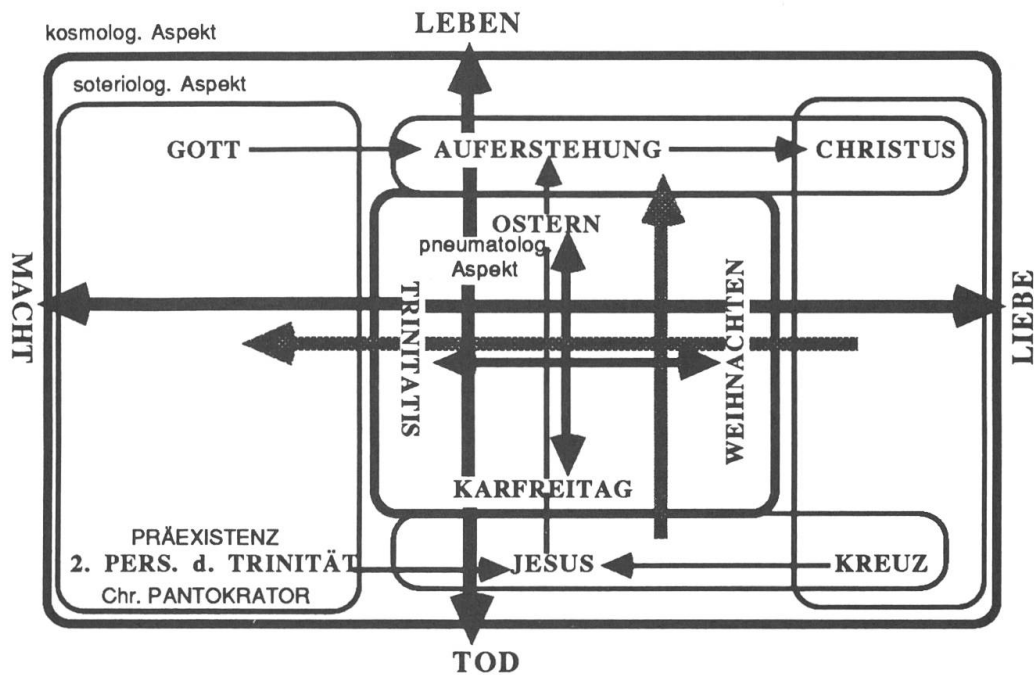 LEBEN
kosmolog. Aspekt
soteriolog. Aspekt
GOTT
AUFERSTEHUNG
CHRISTUS
OSTERN
pneumatolog.
Aspekt
MACHT
TRINITATIS
WEIHNACHTEN
LIEBE
KARFREITAG
PRÄEXISTENZ
2. PERS. d. TRINITÄT
JESUS
KREUZ
Chr. PANTOKRATOR
TOD